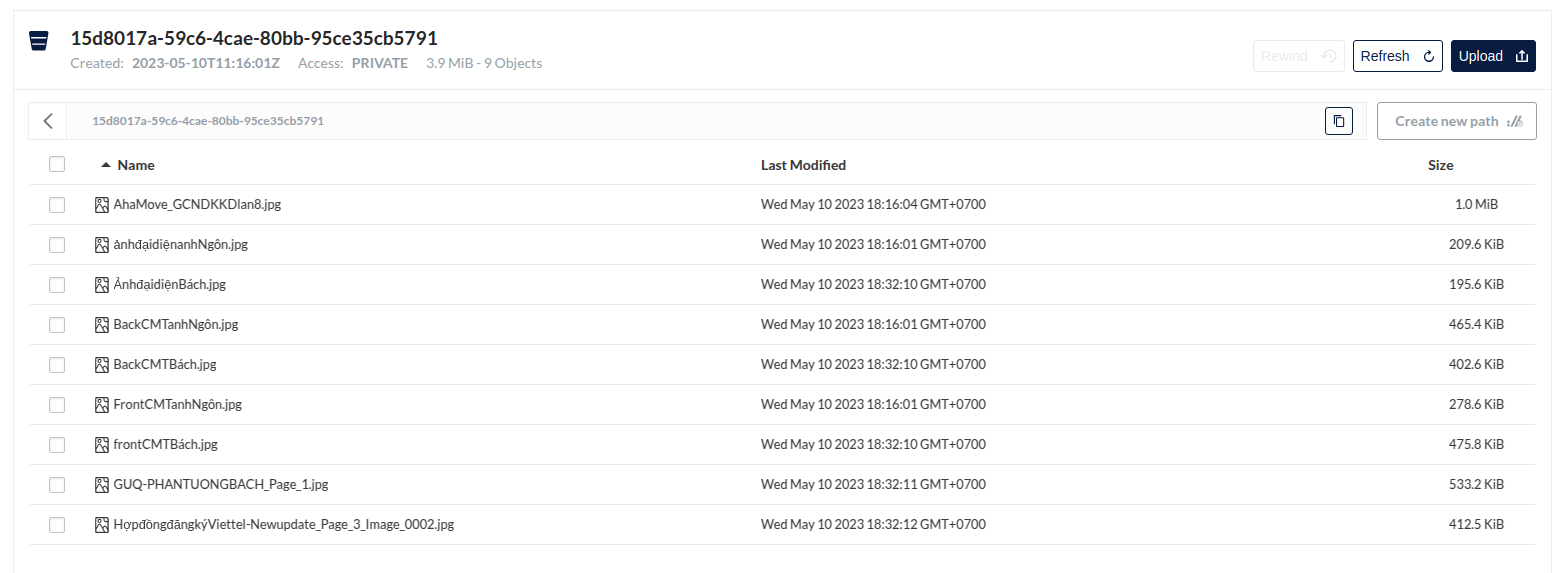 15d8017a-59c6-4cae-80bb-95ce35cb5791
Created: 2023-05-10T11:16:01Z Access: PRIVATE 3.9 MiB - 9 Objects
Rewind Refresh Upload
15d8017a-59c6-4cae-80bb-95ce35cb5791 Create new path
Name Last Modified Size
AhaMove_GCNDKKDlan8.jpg Wed May 10 2023 18:16:04 GMT+0700 1.0 MiB
ảnhđạidiệnanhNgôn.jpg Wed May 10 2023 18:16:01 GMT+0700 209.6 KiB
ẢnhđạidiệnBách.jpg Wed May 10 2023 18:32:10 GMT+0700 195.6 KiB
BackCMTanhNgôn.jpg Wed May 10 2023 18:16:01 GMT+0700 465.4 KiB
BackCMTBách.jpg Wed May 10 2023 18:32:10 GMT+0700 402.6 KiB
FrontCMTanhNgôn.jpg Wed May 10 2023 18:16:01 GMT+0700 278.6 KiB
frontCMTBách.jpg Wed May 10 2023 18:32:10 GMT+0700 475.8 KiB
GUQ-PHANTUONGBACH_Page_1.jpg Wed May 10 2023 18:32:11 GMT+0700 533.2 KiB
HợpđồngđăngkýViettel-Newupdate_Page_3_Image_0002.jpg Wed May 10 2023 18:32:12 GMT+0700 412.5 KiB